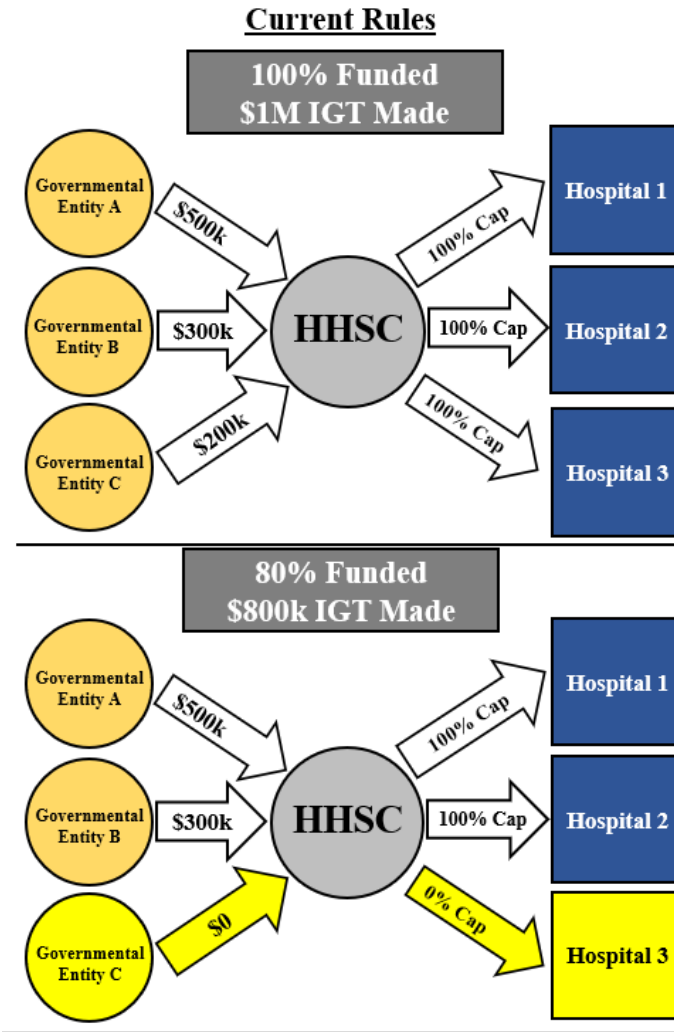 Current Rules
100% Funded
$1M IGT Made
Governmental
Entity A
$500k
100% Cap
Hospital 1
Governmental
Entity B
$300k
HHSC
100% Cap
Hospital 2
Governmental
Entity C
$200k
100% Cap
Hospital 3
80% Funded
$800k IGT Made
Governmental
Entity A
$500k
100% Cap
Hospital 1
Governmental
Entity B
$300k
HHSC
100% Cap
Hospital 2
Governmental
Entity C
$0
0% Cap
Hospital 3